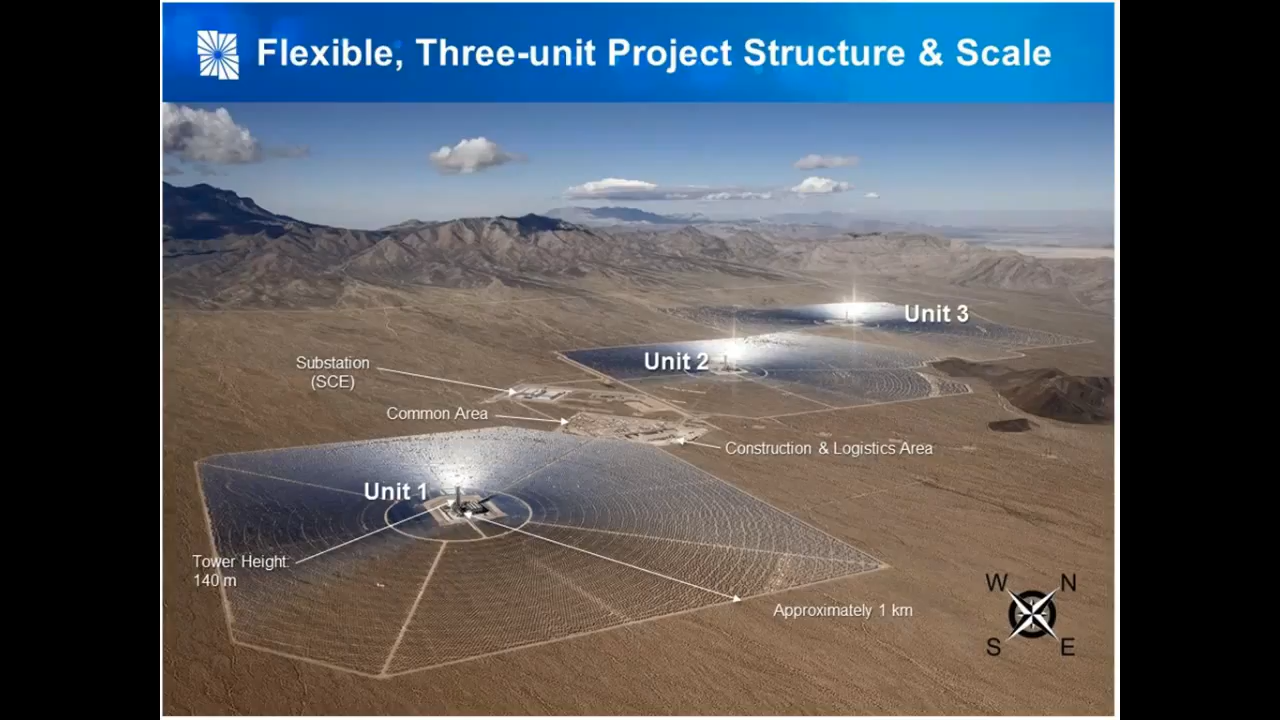 Flexible, Three-unit Project Structure & Scale
Unit 3
Unit 2
Substation
(SCE)
Common Area
Construction & Logistics Area
Unit 1
Tower Height:
140 m
Approximately 1 km
W N
S E